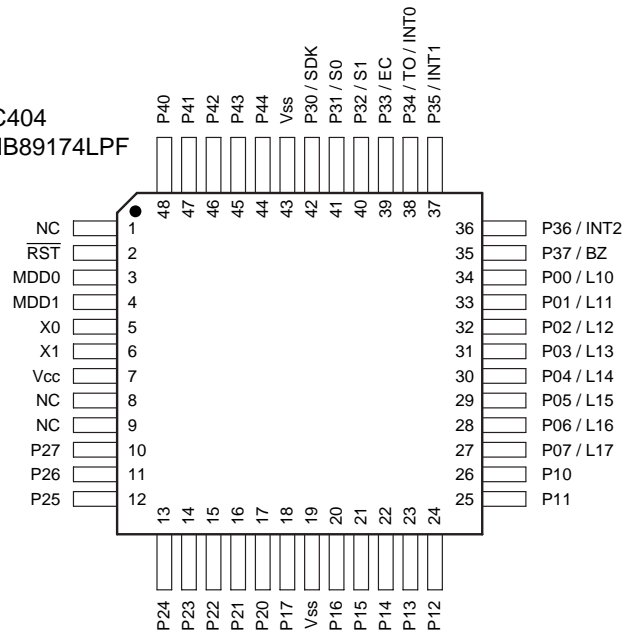 C404
MB89174LPF
P40
P41
P42
P43
P44
Vss
P30 / SDK
P31 / S0
P32 / S1
P33 / EC
P34 / TO / INT0
P35 / INT1
48
47
46
45
44
43
42
41
40
39
38
37
NC 1
RST 2
MDD0 3
MDD1 4
X0 5
X1 6
Vcc 7
NC 8
NC 9
P27 10
P26 11
P25 12
36 P36 / INT2
35 P37 / BZ
34 P00 / L10
33 P01 / L11
32 P02 / L12
31 P03 / L13
30 P04 / L14
29 P05 / L15
28 P06 / L16
27 P07 / L17
26 P10
25 P11
13
14
15
16
17
18
19
20
21
22
23
24
P24
P23
P22
P21
P20
P17
Vss
P16
P15
P14
P13
P12